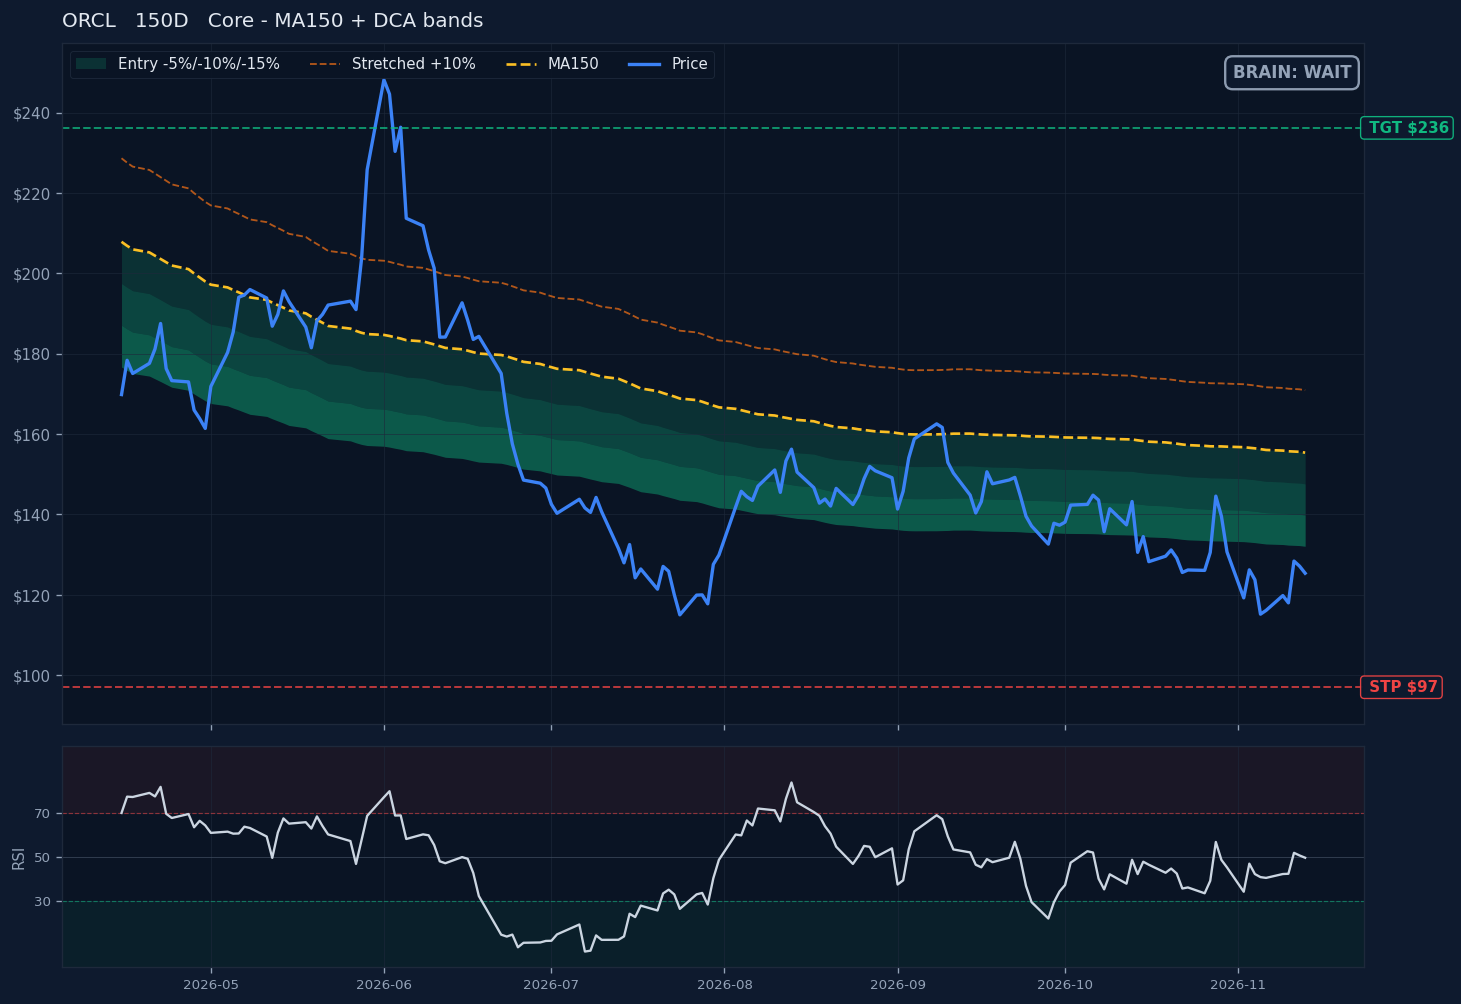 ORCL 150D Core - MA150 + DCA bands
Entry -5%/-10%/-15% Stretched +10% MA150 Price
BRAIN: WAIT
$240
TGT $236
$220
$200
$180
$160
$140
$120
$100
STP $97
70
50
30
RSI
2026-05 2026-06 2026-07 2026-08 2026-09 2026-10 2026-11